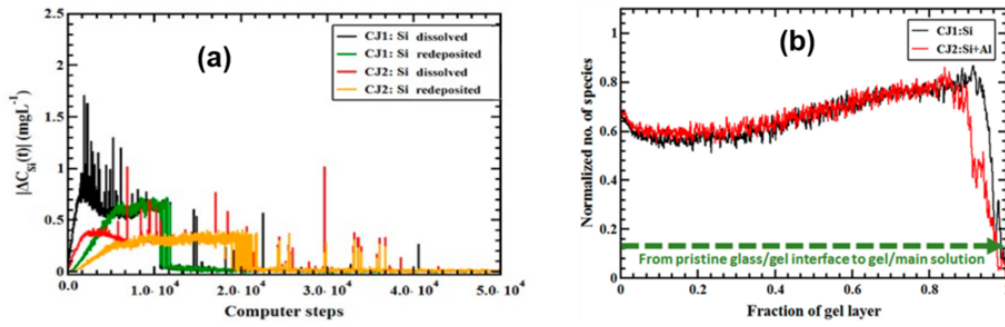 (a)
CJ1: Si dissolved
CJ1: Si redeposited
CJ2: Si dissolved
CJ2: Si redeposited
|ΔC_Si(t)| (mgL⁻¹)
2.5
2
1.5
1
0.5
0
0.0
1.0· 10⁴
2.0· 10⁴
3.0· 10⁴
4.0· 10⁴
5.0· 10⁴
Computer steps
(b)
CJ1:Si
CJ2:Si+Al
Normalized no. of species
1
0.8
0.6
0.4
0.2
0
From pristine glass/gel interface to gel/main solution
0
0.2
0.4
0.6
0.8
Fraction of gel layer